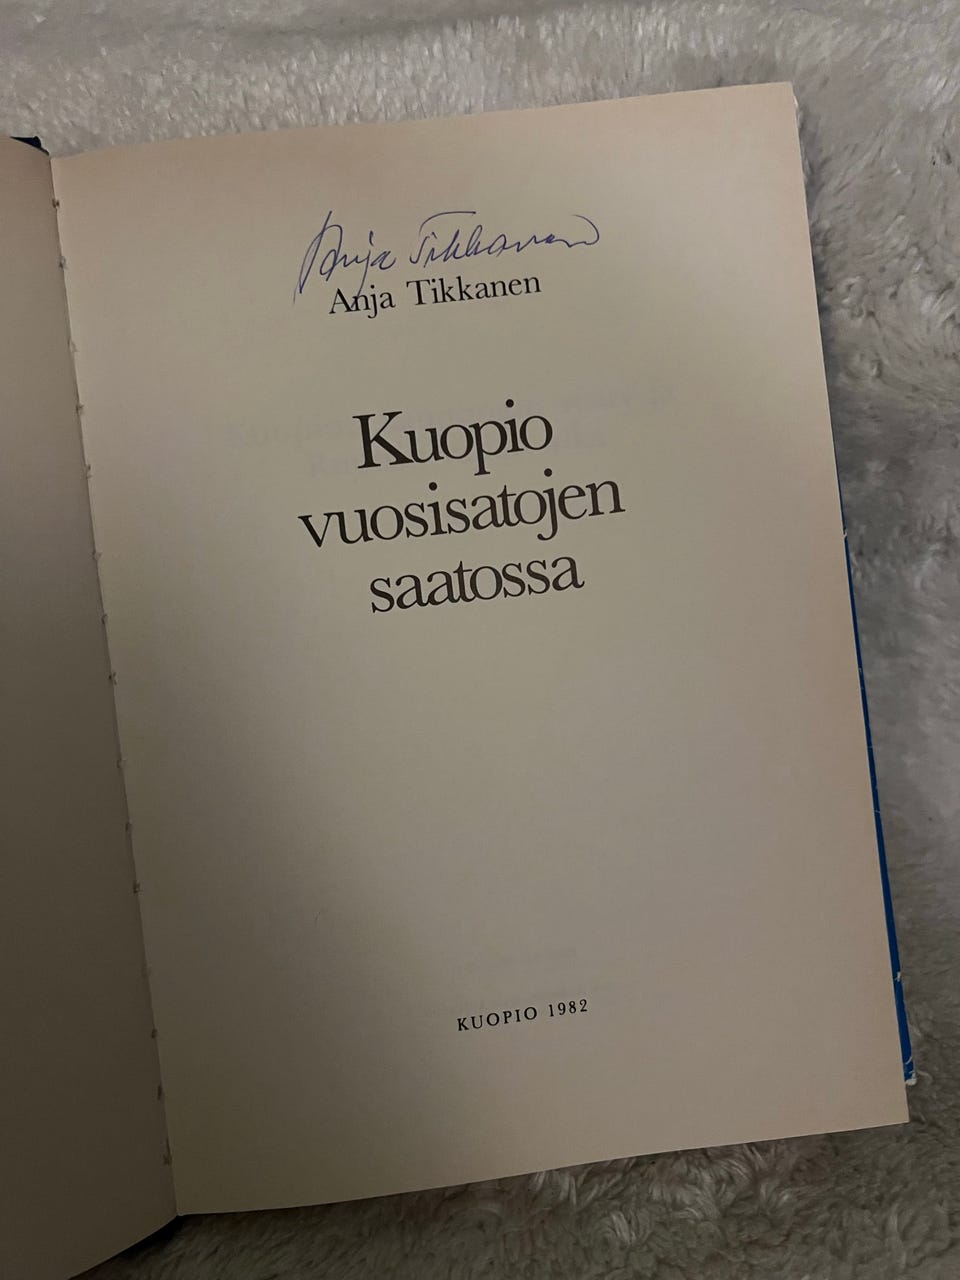 Anja Tikkanen
Anja Tikkanen
Kuopio
vuosisatojen
saatossa
KUOPIO 1982